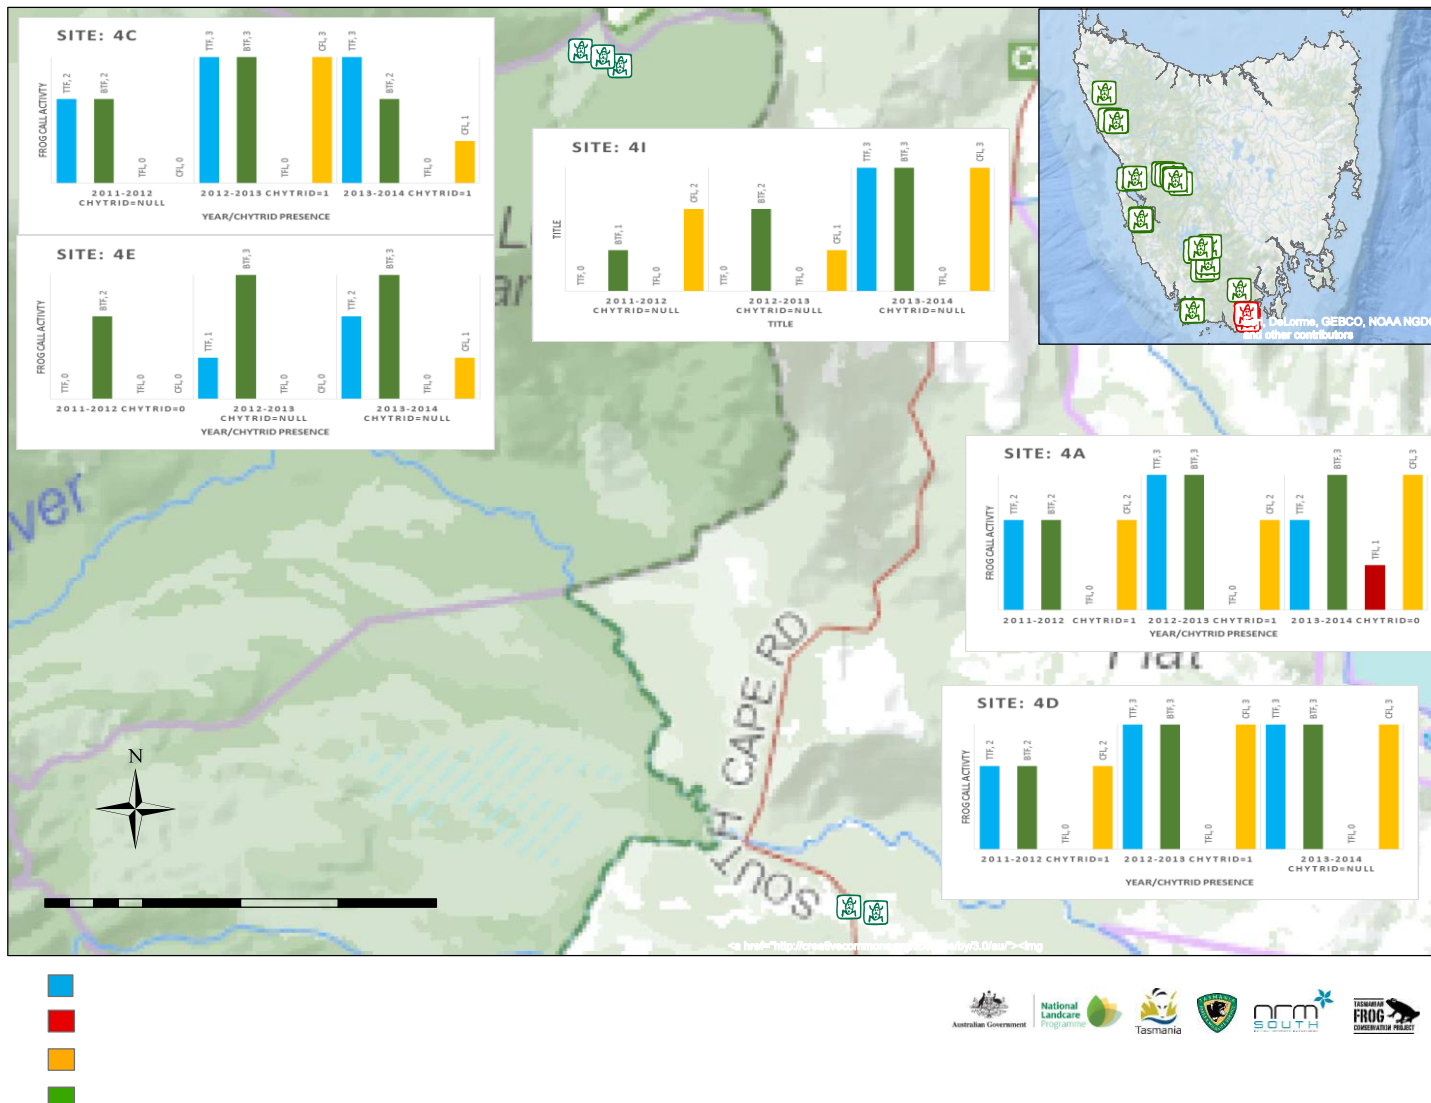 SITE: 4C
FROG CALL ACTIVTY
TTF, 2
BTF, 2
TFL, 0
CFL, 0
TTF, 3
BTF, 3
TFL, 0
CFL, 3
TTF, 3
BTF, 2
TFL, 0
CFL, 1
2011-2012
CHYTRID=NULL
2012-2013 CHYTRID=1
2013-2014 CHYTRID=1
YEAR/CHYTRID PRESENCE
SITE: 4E
FROG CALL ACTIVTY
TTF, 0
BTF, 2
TFL, 0
CFL, 0
TTF, 1
BTF, 3
TFL, 0
CFL, 0
TTF, 2
BTF, 3
TFL, 0
CFL, 1
2011-2012 CHYTRID=0
2012-2013
CHYTRID=NULL
2013-2014
CHYTRID=NULL
YEAR/CHYTRID PRESENCE
SITE: 4I
TITLE
TTF, 0
BTF, 1
TFL, 0
CFL, 2
TTF, 0
BTF, 2
TFL, 0
CFL, 1
TTF, 3
BTF, 3
TFL, 0
CFL, 3
2011-2012
CHYTRID=NULL
2012-2013
CHYTRID=NULL
2013-2014
CHYTRID=NULL
TITLE
DeLorme, GEBCO, NOAA NGDC
and other contributors
SITE: 4A
FROG CALL ACTIVTY
TTF, 2
BTF, 2
TFL, 0
CFL, 2
TTF, 3
BTF, 3
TFL, 0
CFL, 2
TTF, 2
BTF, 3
TFL, 1
CFL, 3
2011-2012 CHYTRID=1
2012-2013 CHYTRID=1
2013-2014 CHYTRID=0
YEAR/CHYTRID PRESENCE
SITE: 4D
FROG CALL ACTIVITY
TTF, 2
BTF, 2
TFL, 0
CFL, 2
TTF, 3
BTF, 3
TFL, 0
CFL, 3
TTF, 3
BTF, 3
TFL, 0
CFL, 3
2011-2012 CHYTRID=1
2012-2013 CHYTRID=1
2013-2014
CHYTRID=NULL
YEAR/CHYTRID PRESENCE
SOUTH CAPE RD
N
Australian Government
National
Landcare
Programme
Tasmania
nrm
SOUTH
TASMANIAN
FROG
CONSERVATION PROJECT